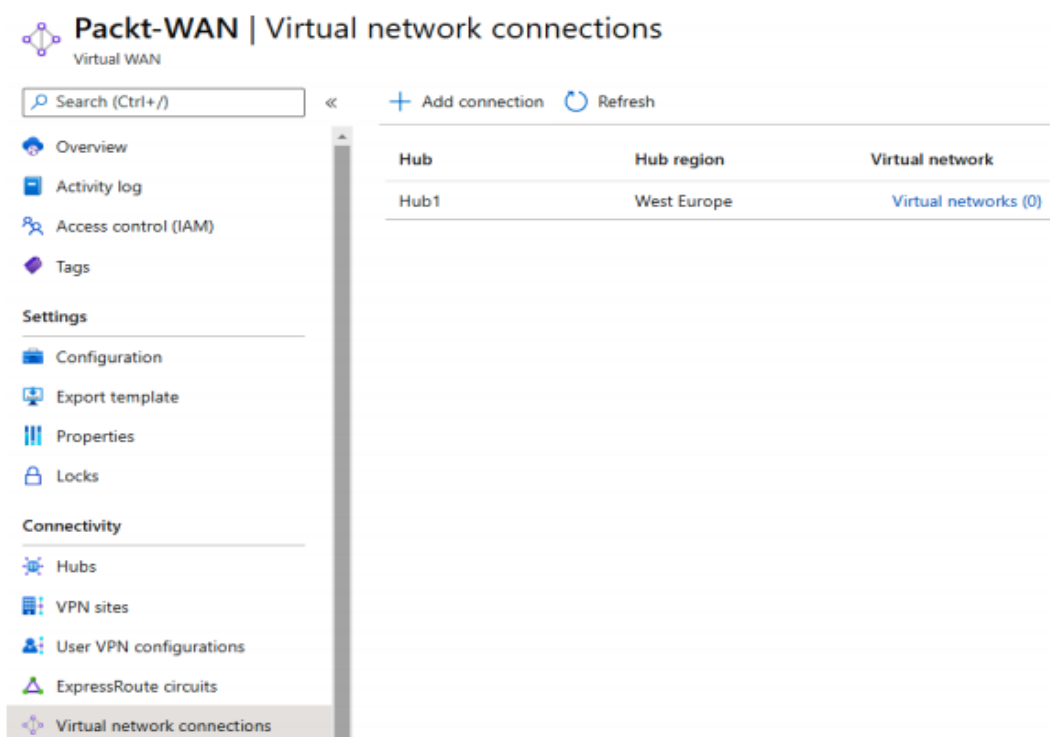 Packt-WAN | Virtual network connections
Virtual WAN
Search (Ctrl+/)
«
Add connection
Refresh
Overview
Activity log
Access control (IAM)
Tags
Settings
Configuration
Export template
Properties
Locks
Connectivity
Hubs
VPN sites
User VPN configurations
ExpressRoute circuits
Virtual network connections
Hub Hub region Virtual network
Hub1 West Europe Virtual networks (0)